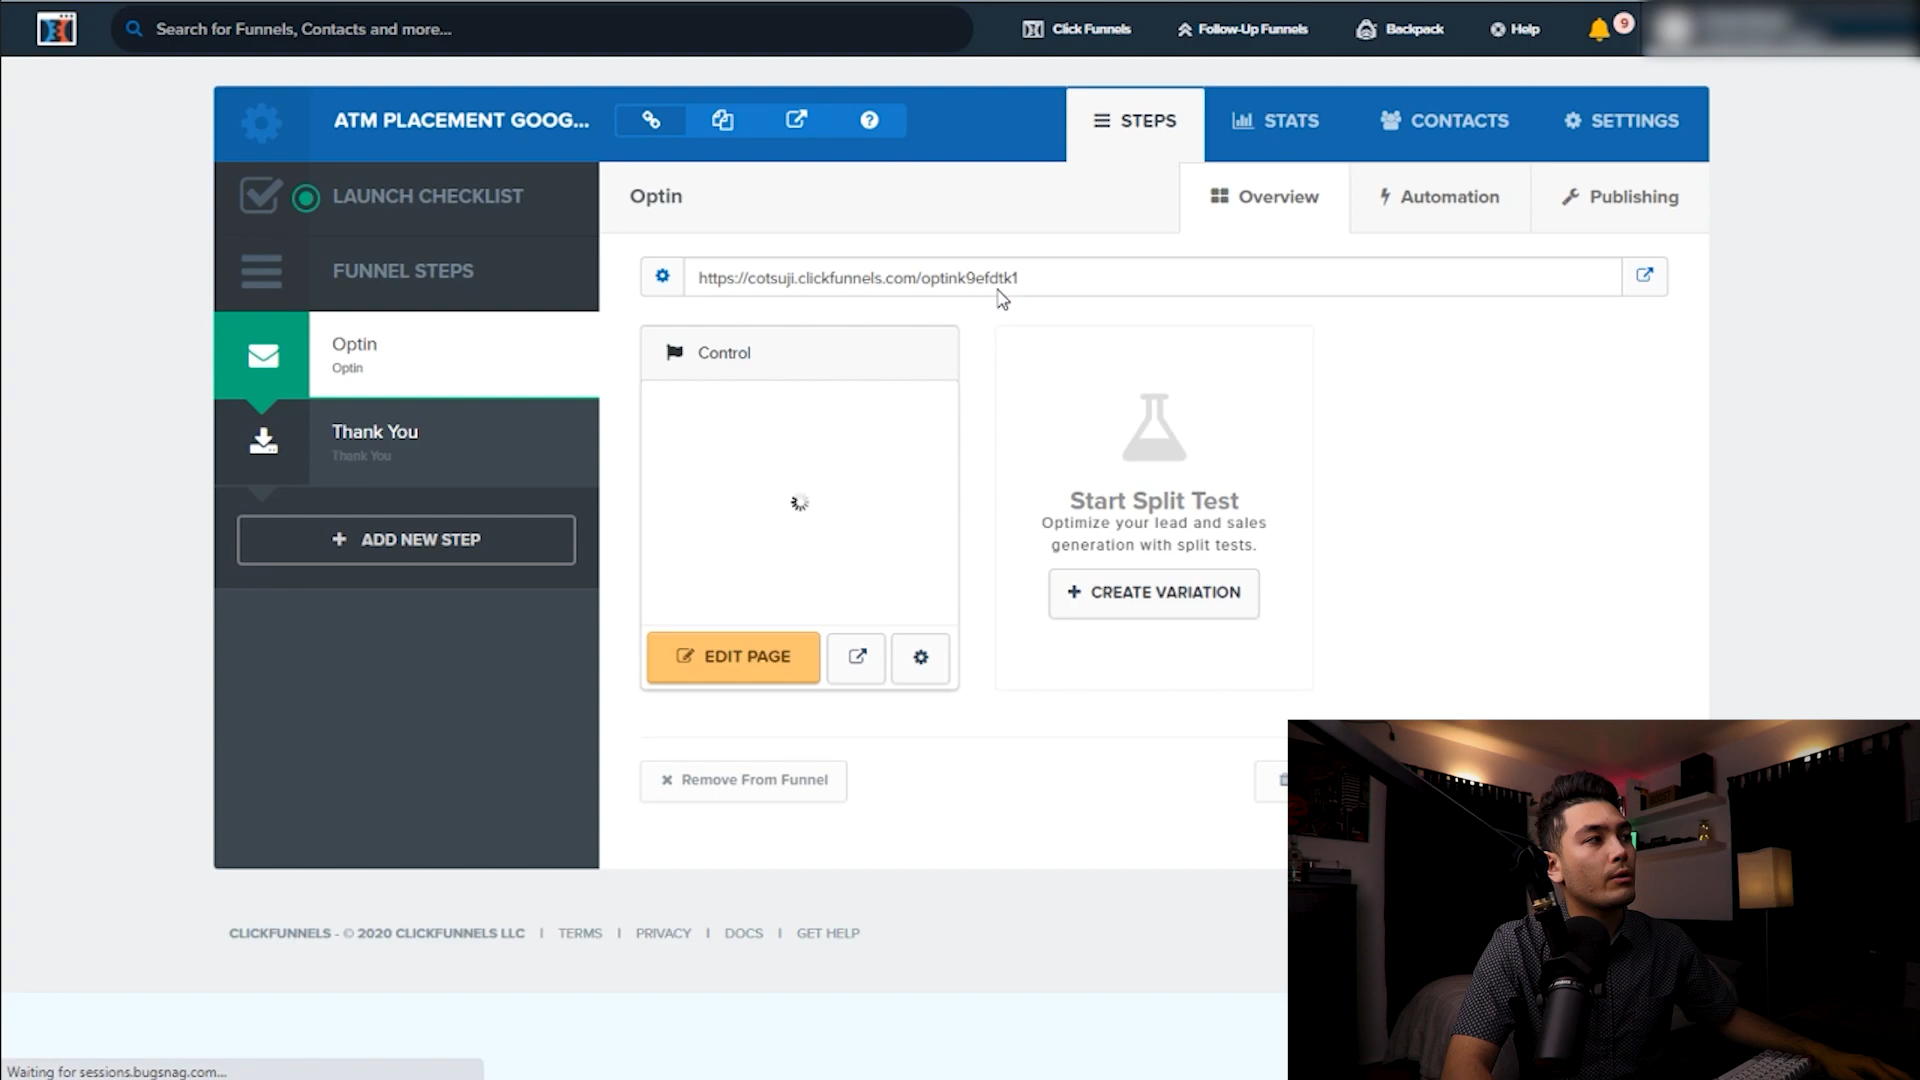 Search for Funnels, Contacts and more...
Click Funnels
Follow-Up Funnels
Backpack
Help
9
ATM PLACEMENT GOOG...
STEPS
STATS
CONTACTS
SETTINGS
LAUNCH CHECKLIST
Optin
Overview
Automation
Publishing
FUNNEL STEPS
https://cotsuji.clickfunnels.com/optink9efdtk1
Optin
Optin
Control
Thank You
Thank You
Start Split Test
Optimize your lead and sales
generation with split tests.
+ ADD NEW STEP
+ CREATE VARIATION
EDIT PAGE
Remove From Funnel
CLICKFUNNELS - © 2020 CLICKFUNNELS LLC | TERMS | PRIVACY | DOCS | GET HELP
Waiting for sessions.bugsnag.com...